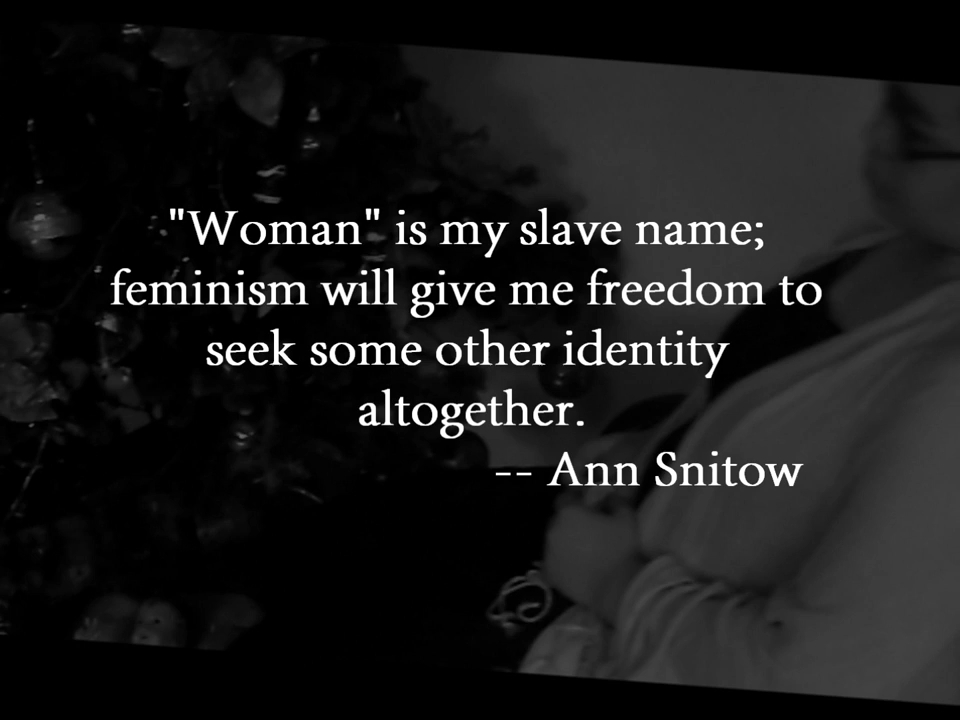 "Woman" is my slave name;
feminism will give me freedom to
seek some other identity
altogether.
-- Ann Snitow